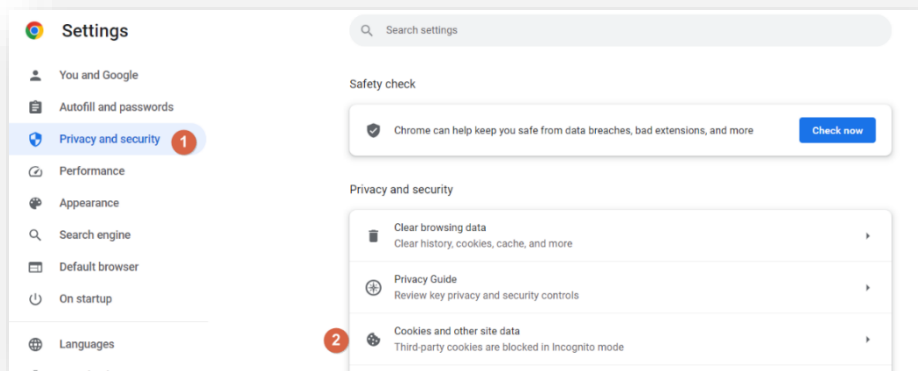 Settings
Search settings
You and Google
Autofill and passwords
Privacy and security
1
Performance
Appearance
Search engine
Default browser
On startup
Languages
Safety check
Chrome can help keep you safe from data breaches, bad extensions, and more
Check now
Privacy and security
Clear browsing data
Clear history, cookies, cache, and more
Privacy Guide
Review key privacy and security controls
2
Cookies and other site data
Third-party cookies are blocked in Incognito mode